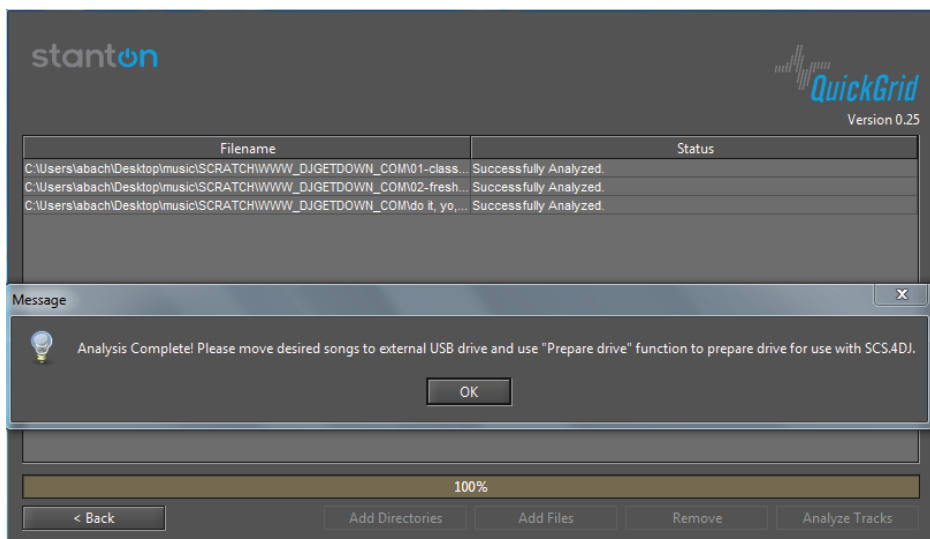 stanton
QuickGrid
Version 0.25
Filename Status
C:\Users\abach\Desktop\music\SCRATCH\WWW_DJGETDOWN_COM\01-class... Successfully Analyzed.
C:\Users\abach\Desktop\music\SCRATCH\WWW_DJGETDOWN_COM\02-fresh... Successfully Analyzed.
C:\Users\abach\Desktop\music\SCRATCH\WWW_DJGETDOWN_COM\do it, yo,... Successfully Analyzed.
Message X
Analysis Complete! Please move desired songs to external USB drive and use "Prepare drive" function to prepare drive for use with SCS.4DJ.
OK
100%
< Back Add Directories Add Files Remove Analyze Tracks